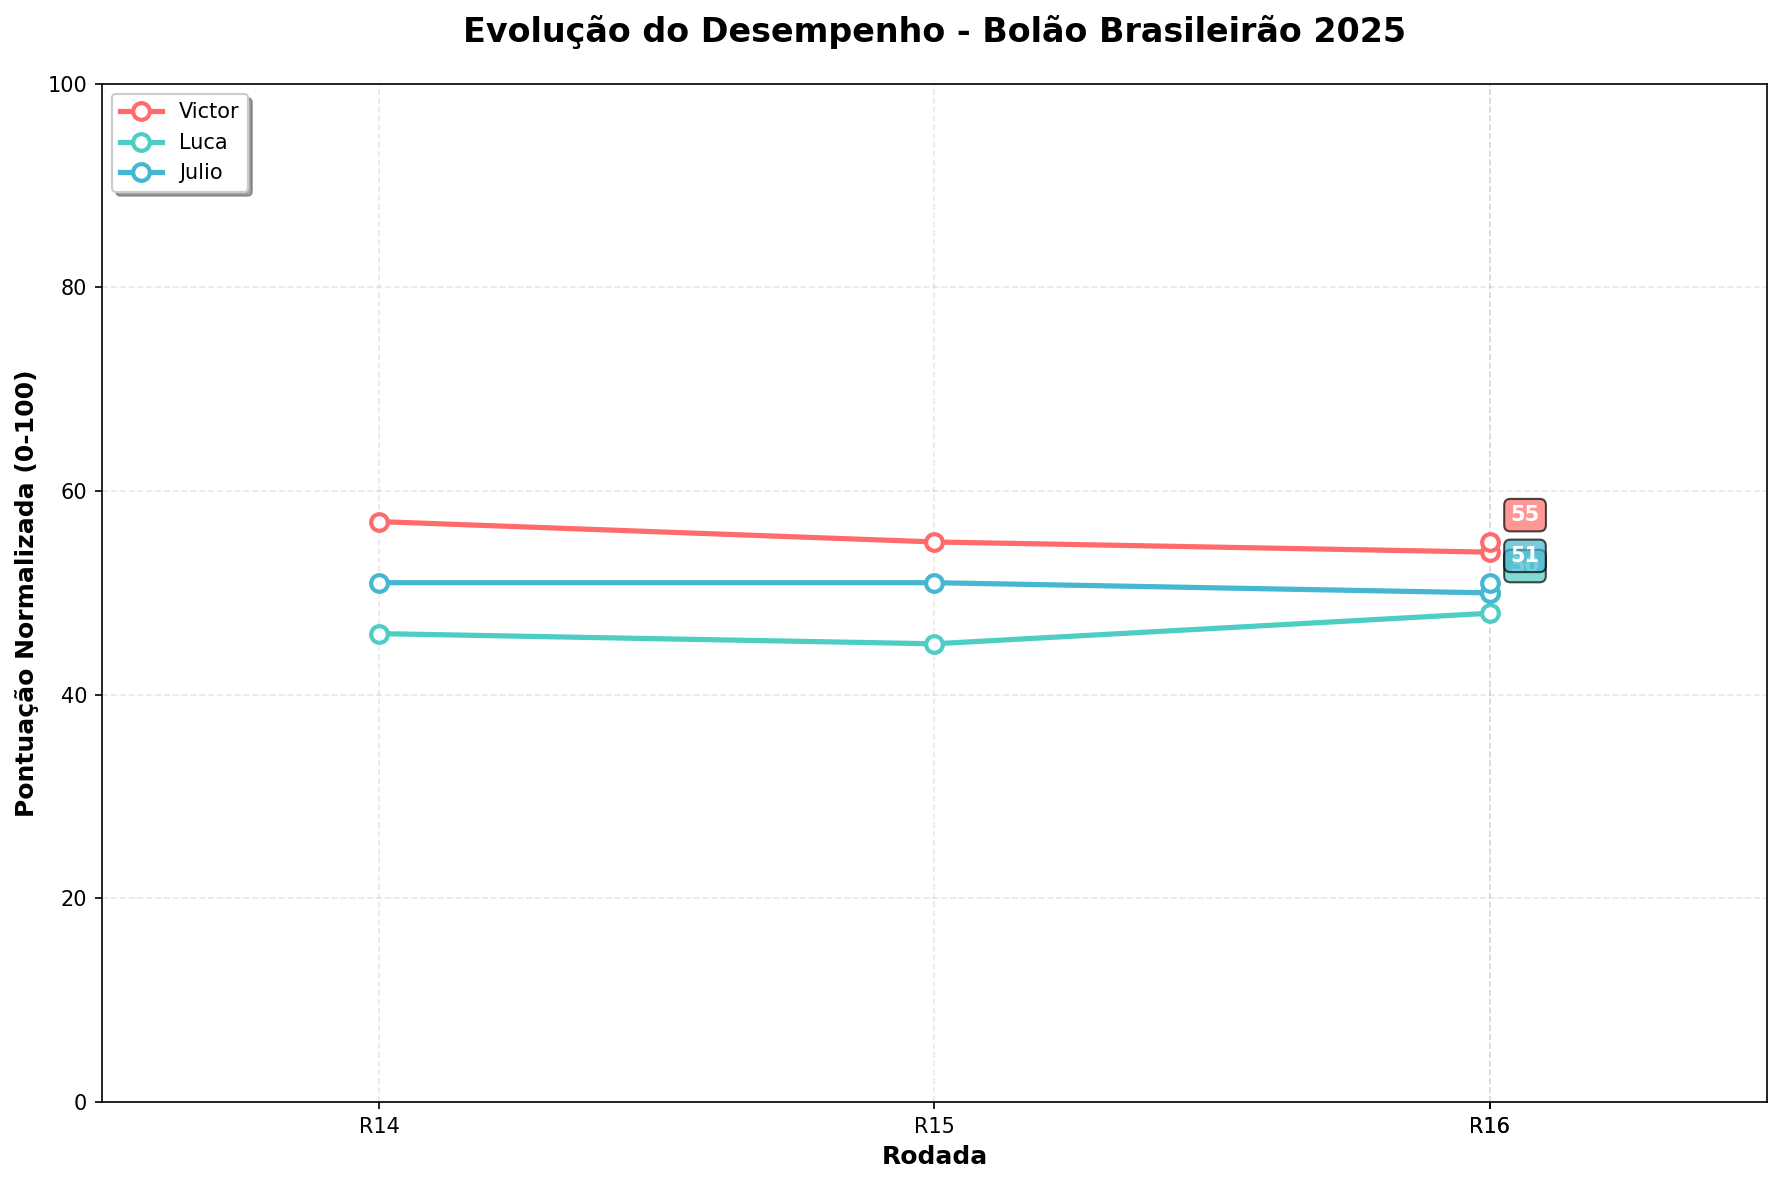 Evolução do Desempenho - Bolão Brasileirão 2025
Victor
Luca
Julio
Pontuação Normalizada (0-100)
100
80
60
40
20
0
55
51
R14
R15
R16
Rodada